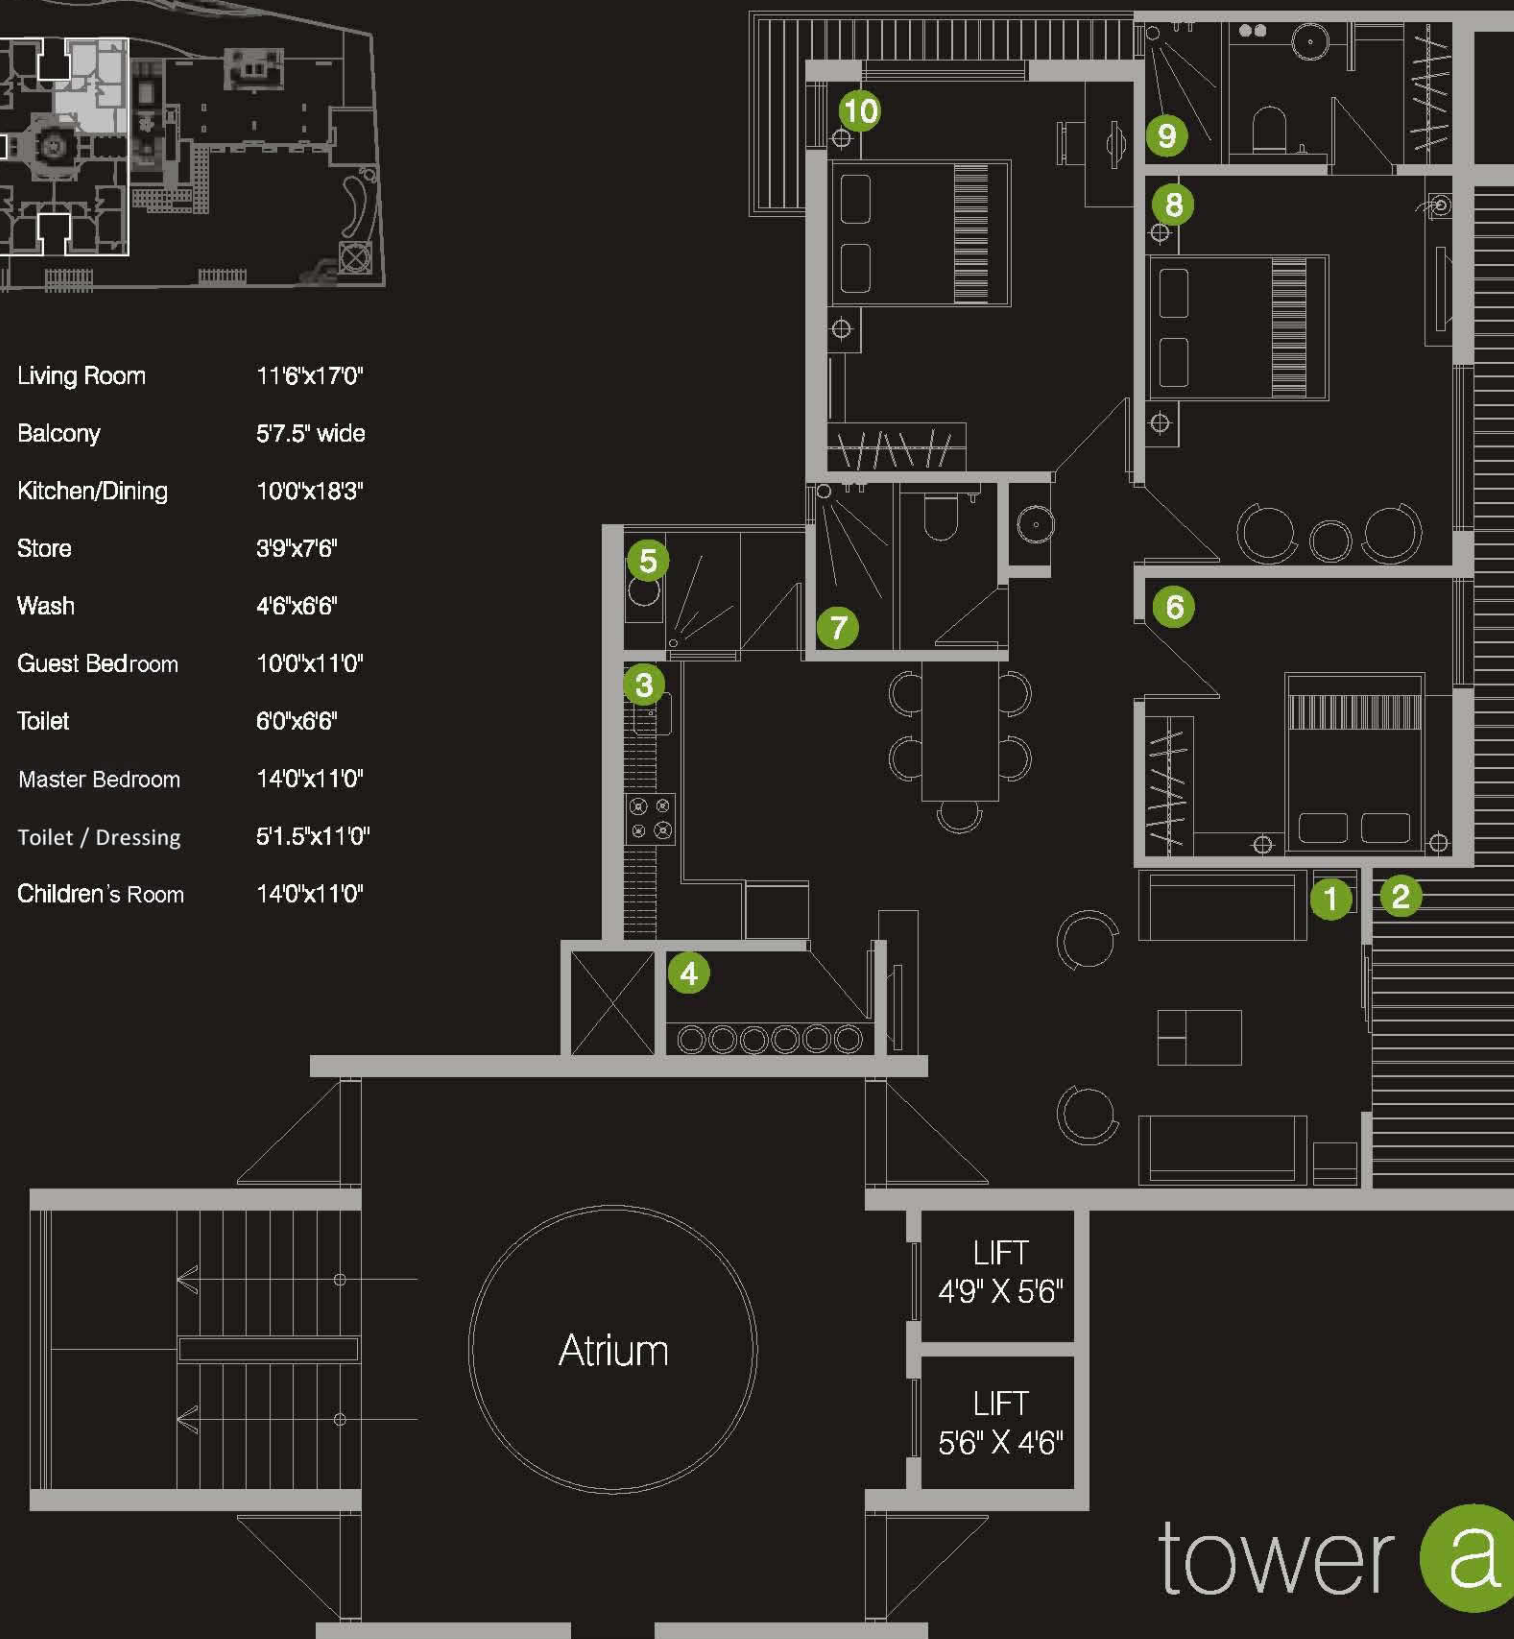 Living Room 11'6"x17'0"
Balcony 5'7.5" wide
Kitchen/Dining 10'0"x18'3"
Store 3'9"x7'6"
Wash 4'6"x6'6"
Guest Bedroom 10'0"x11'0"
Toilet 6'0"x6'6"
Master Bedroom 14'0"x11'0"
Toilet / Dressing 5'1.5"x11'0"
Children's Room 14'0"x11'0"
10
9
8
5
7
6
3
1
2
4
LIFT
4'9" X 5'6"
Atrium
LIFT
5'6" X 4'6"
tower a